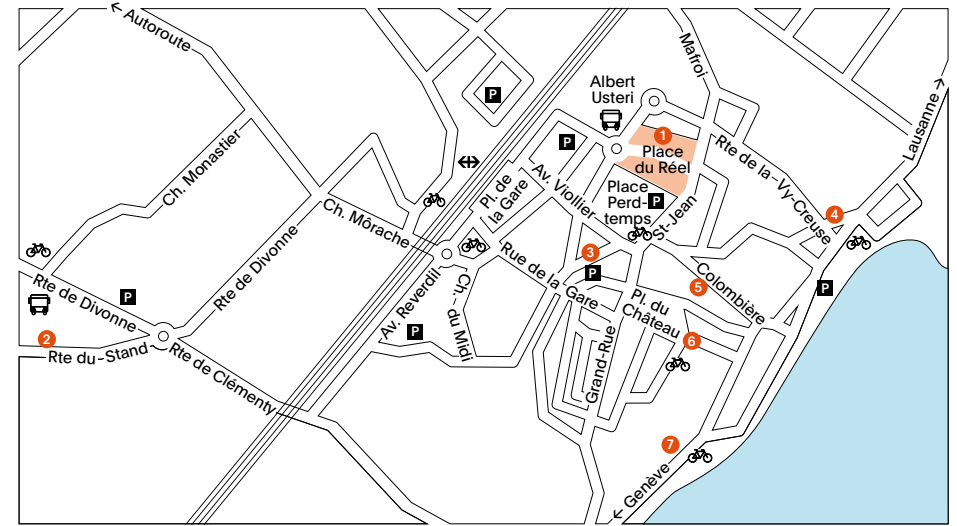 ← Autoroute
Mafroi
Lausanne →
P
Albert
Usteri
1
Place
du Réel
P
Rte de la-Vy-Creuse
Ch. Monastier
Av. Viollier
Pl. de
la Gare
Place
Perd-
temps
P
St-Jean
4
Ch. Môrache
3
P
Colombière
5
P
Rte de Divonne
Rte de Divonne
P
Rue de la Gare
Av. Reverdil
Ch. du Midi
P
Pl. du
Château
6
2
Rte du-Stand
Rte de Clémenty
Grand-Rue
7
← Genève